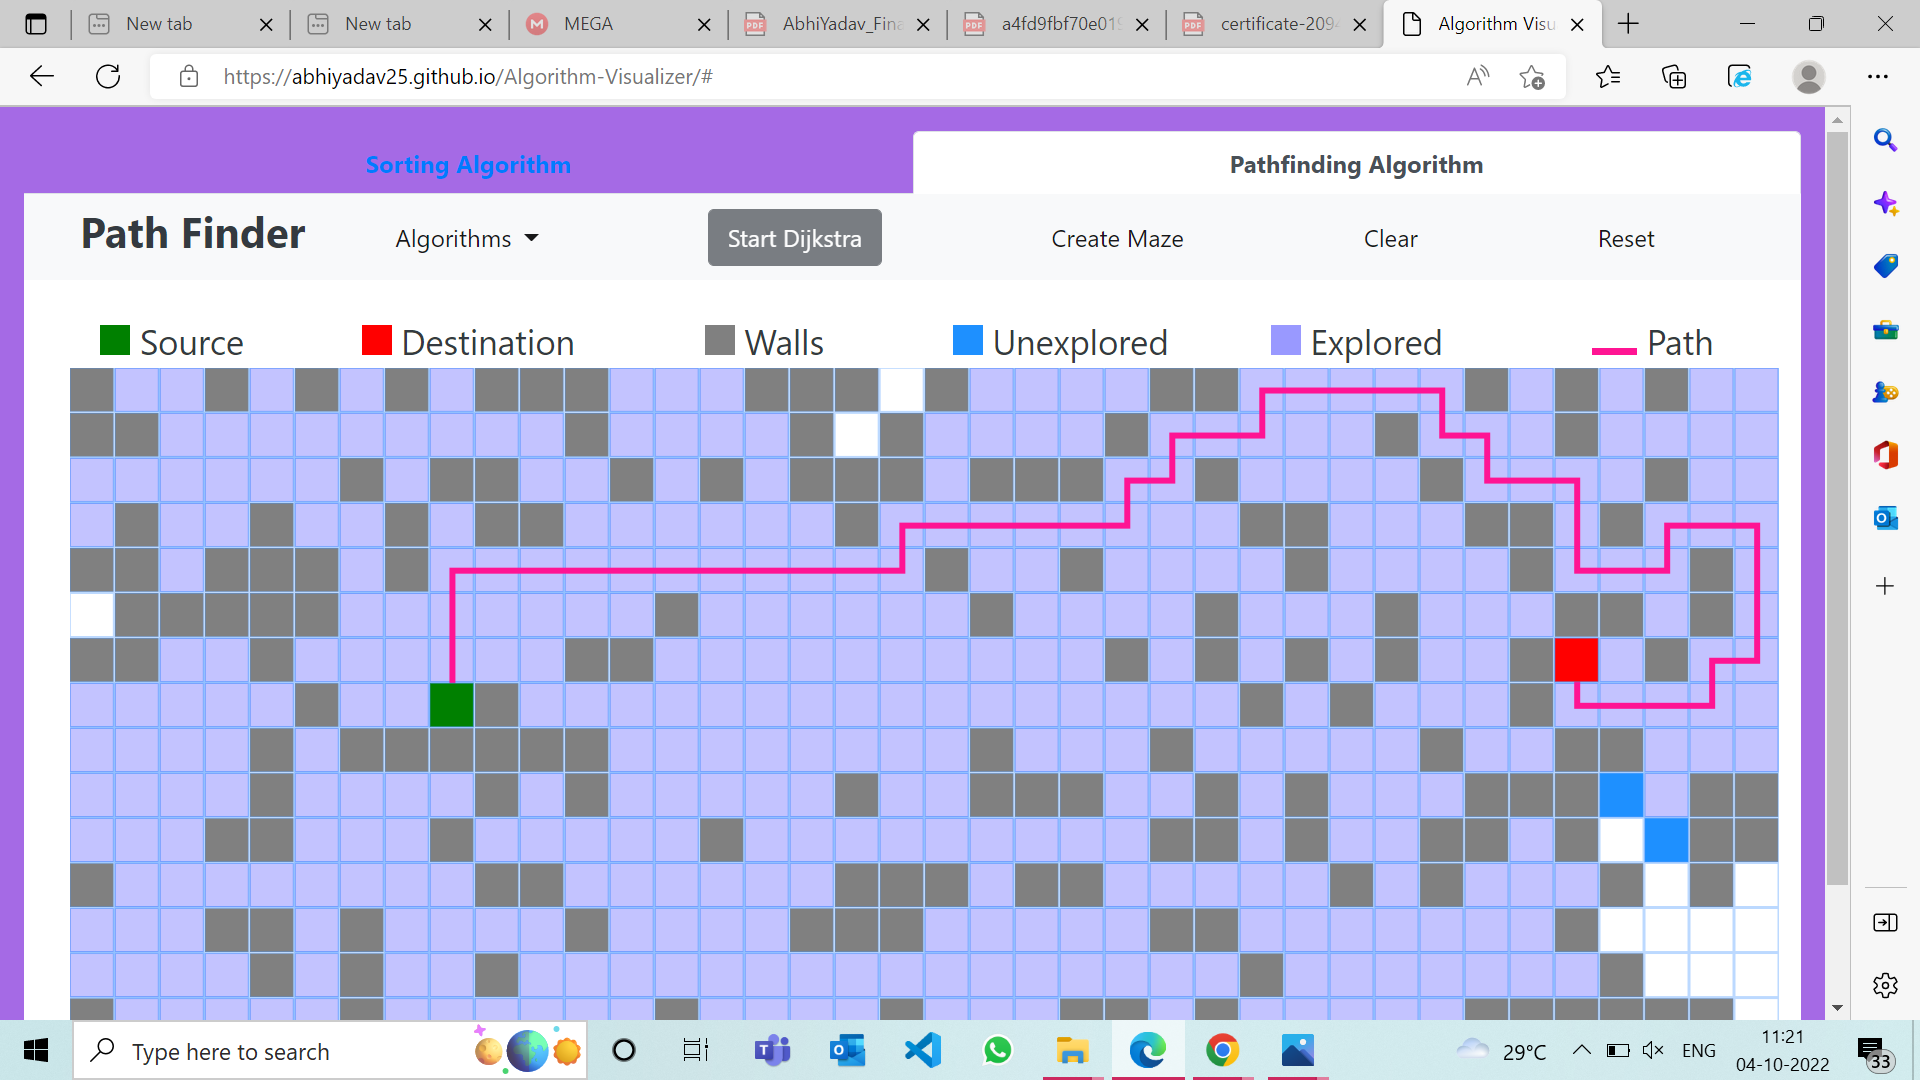 New tab
New tab
MEGA
AbhiYadav_Fina
a4fd9fbf70e019
certificate-2094
Algorithm Visu
https://abhiyadav25.github.io/Algorithm-Visualizer/#
Sorting Algorithm
Pathfinding Algorithm
Path Finder
Algorithms
Start Dijkstra
Create Maze
Clear
Reset
Source
Destination
Walls
Unexplored
Explored
Path
Type here to search
29°C
ENG
11:21
04-10-2022
33